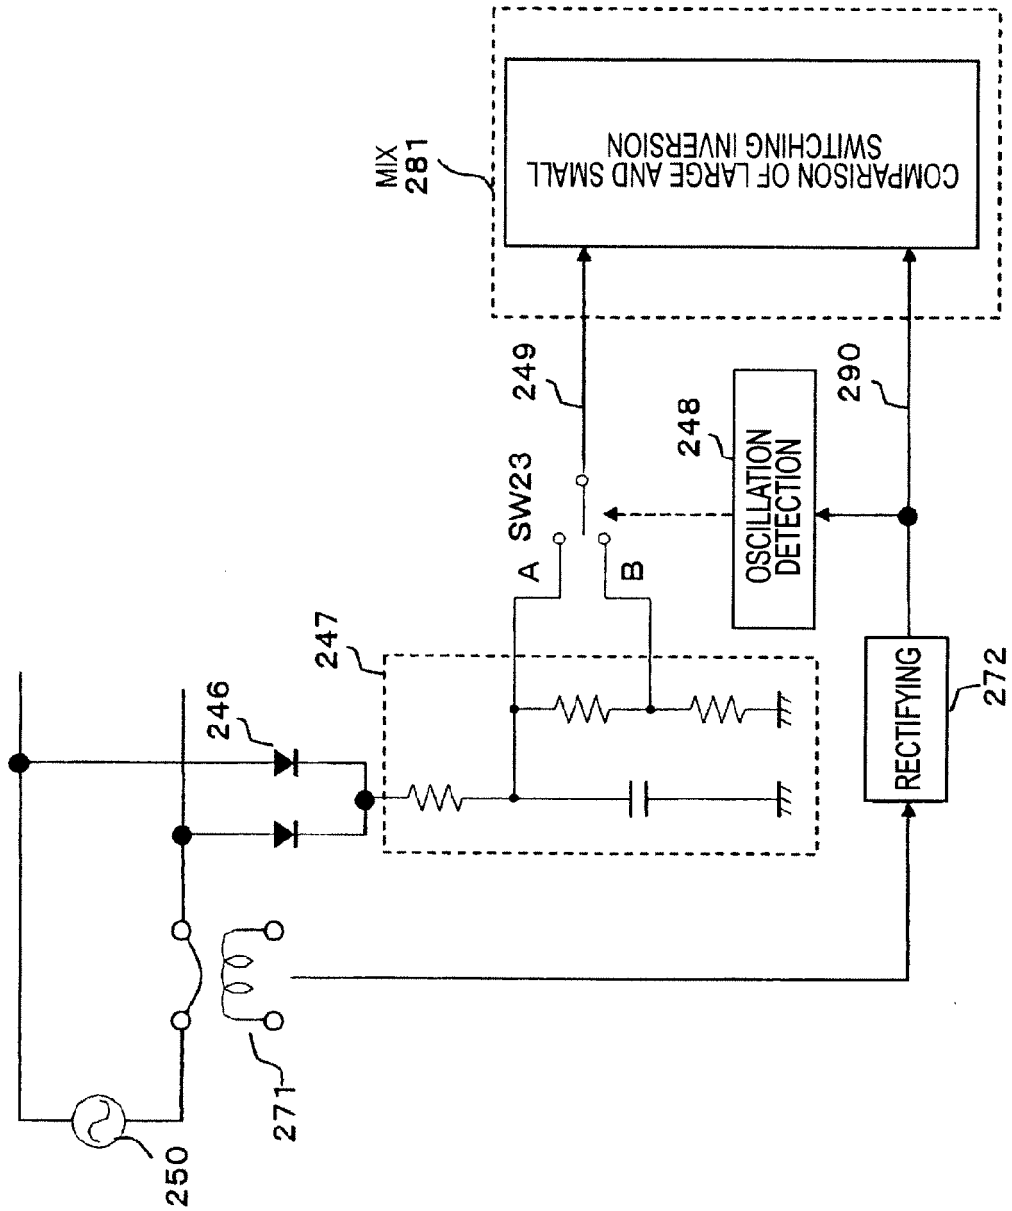 MIX
281
COMPARISON OF LARGE AND SMALL
SWITCHING INVERSION
249
290
SW23
248
A
B
OSCILLATION
DETECTION
247
246
RECTIFYING
272
271
250